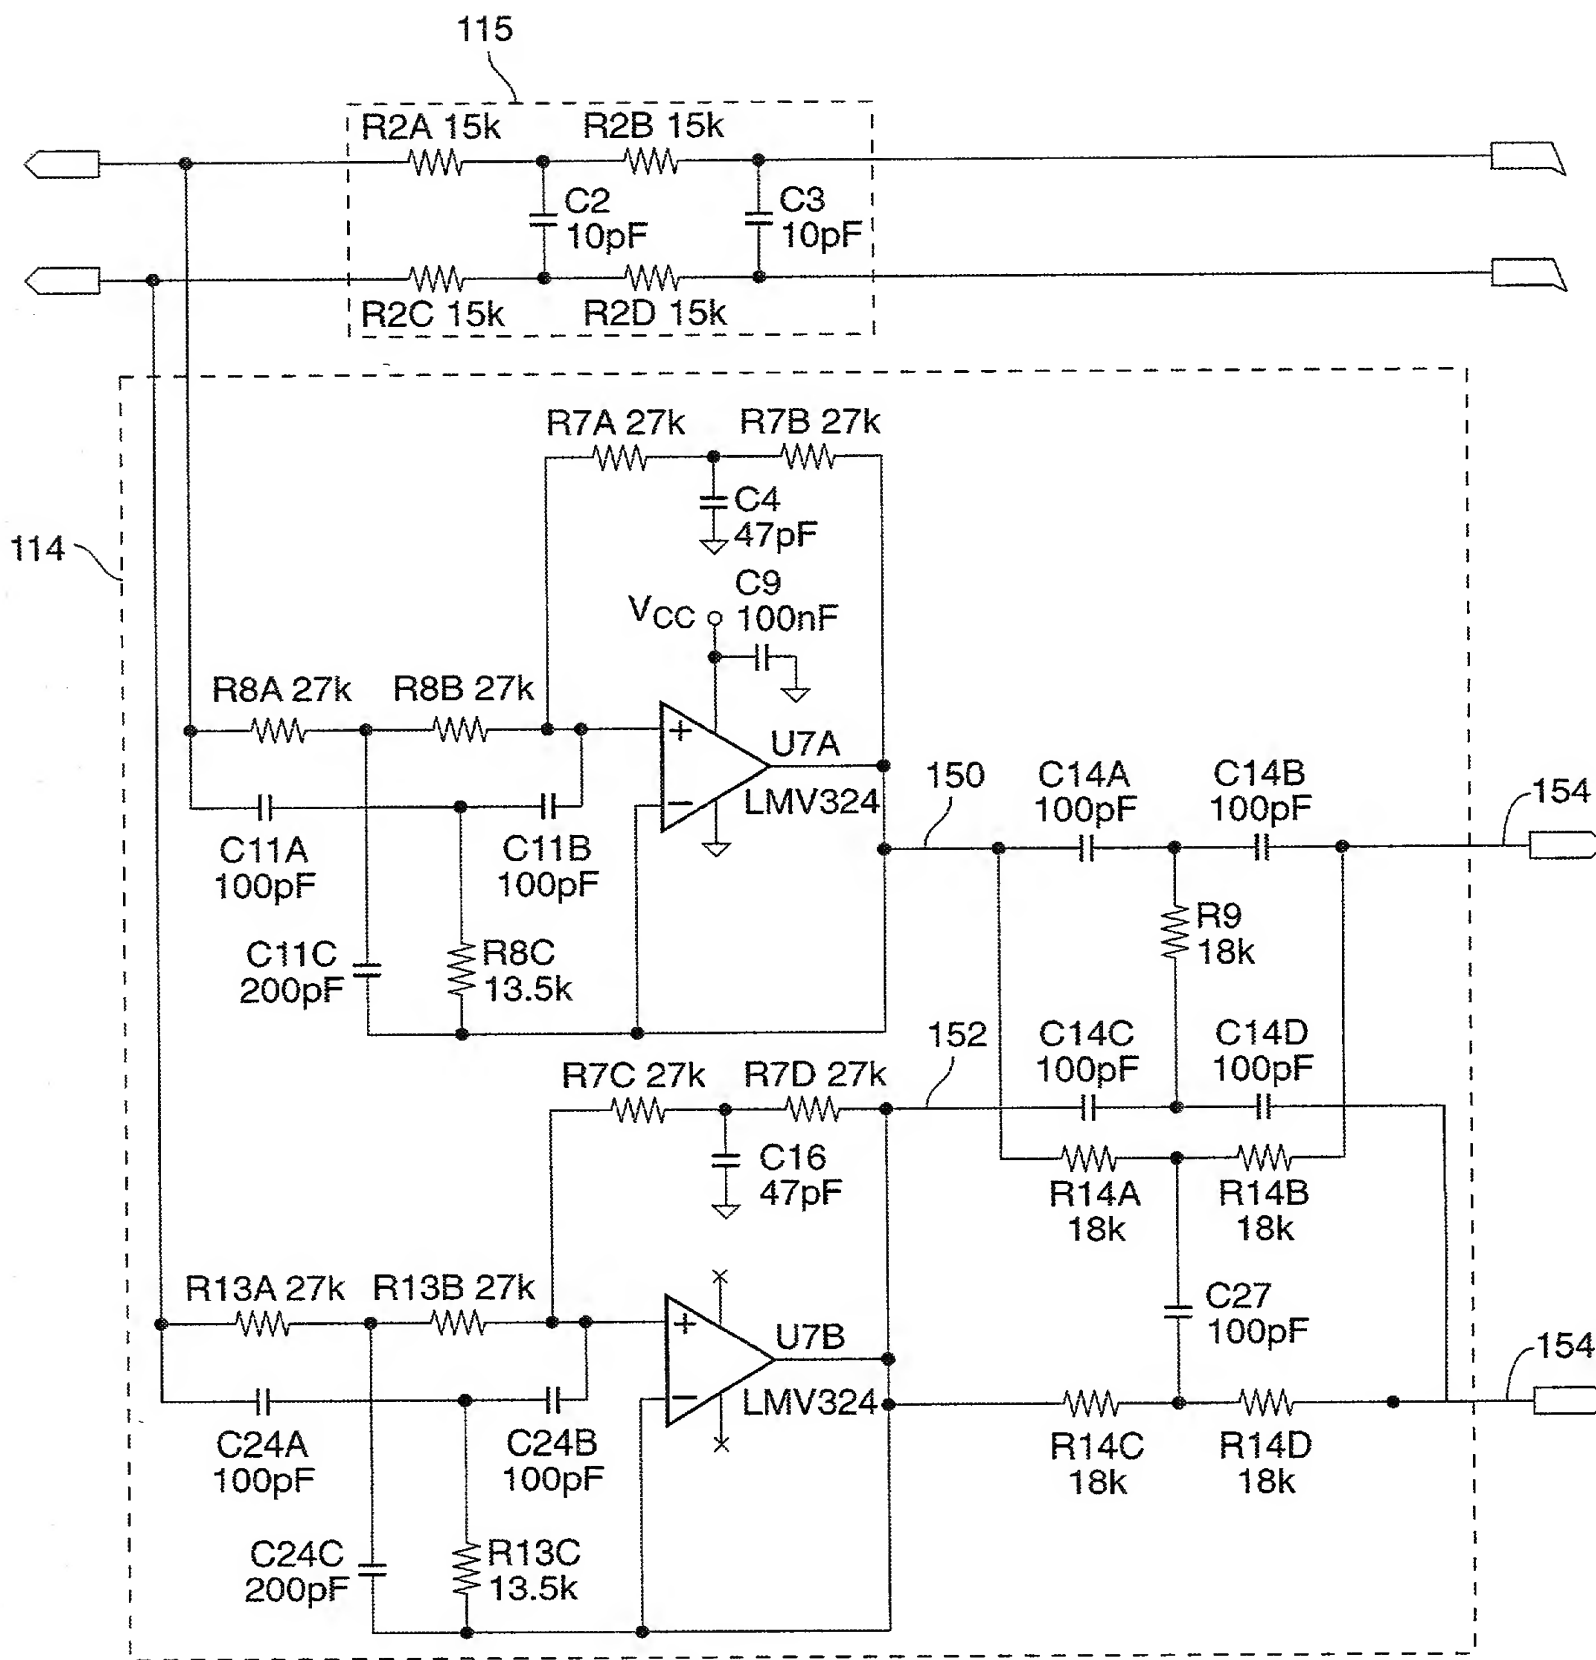 115
R2A 15k
R2B 15k
C2
10pF
C3
10pF
R2C 15k
R2D 15k
114
R7A 27k
R7B 27k
C4
47pF
C9
100nF
VCC
R8A 27k
R8B 27k
+
−
U7A
LMV324
C11A
100pF
C11B
100pF
C11C
200pF
R8C
13.5k
150
C14A
100pF
C14B
100pF
154
R9
18k
152
C14C
100pF
C14D
100pF
R7C 27k
R7D 27k
C16
47pF
R14A
18k
R14B
18k
R13A 27k
R13B 27k
+
−
U7B
LMV324
C27
100pF
154
C24A
100pF
C24B
100pF
R14C
18k
R14D
18k
C24C
200pF
R13C
13.5k